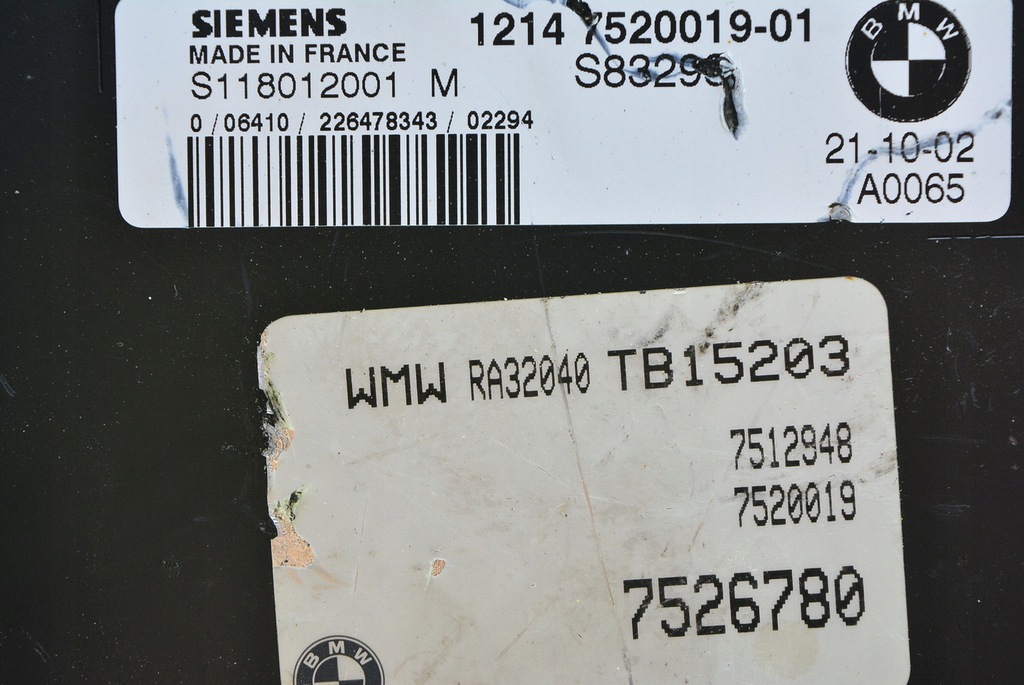 SIEMENS
MADE IN FRANCE
S118012001 M
0/06410/226478343/02294
1214 7520019-01
BMW
21-10-02
A0065
WMW RA32040 TB15203
7512948
7520019
7526780
BMW